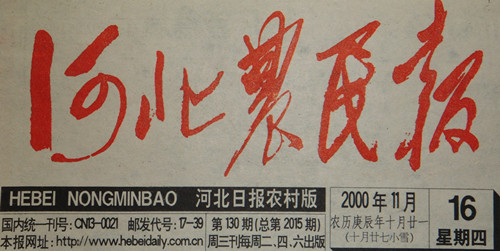 河北農民报
HEBEI NONGMINBAO 河北日报农村版
国内统一刊号:CN13-0021 邮发代号:17-39 第130期(总第2015期)
本报网址:http://www.hebeidaily.com.cn 周三刊每周二、四、六出版
2000年11月
农历庚辰年十月廿一
(十月廿七小雪)
16
星期四